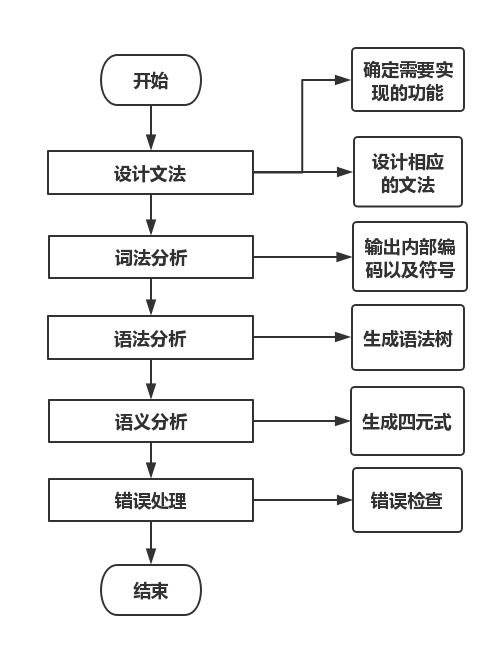 开始
确定需要实
现的功能
设计文法
设计相应
的文法
词法分析
输出内部编
码以及符号
语法分析
生成语法树
语义分析
生成四元式
错误处理
错误检查
结束